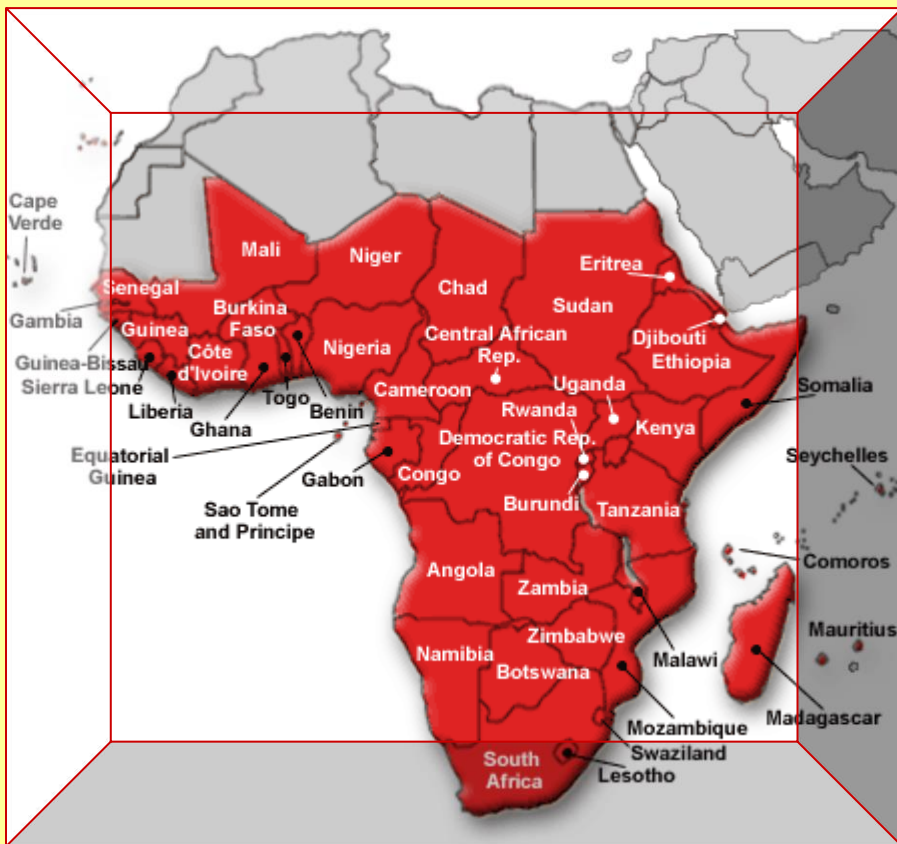 Cape
Verde
Mali
Niger
Chad
Eritrea
Sudan
Senegal
Gambia
Guinea
Burkina
Faso
Côte
d'Ivoire
Nigeria
Central African
Rep.
Djibouti
Ethiopia
Guinea-Bissau
Sierra Leone
Liberia
Ghana
Togo
Benin
Cameroon
Uganda
Rwanda
Kenya
Somalia
Democratic Rep.
of Congo
Equatorial
Guinea
Gabon
Congo
Seychelles
Sao Tome
and Principe
Burundi
Tanzania
Angola
Zambia
Comoros
Zimbabwe
Malawi
Mauritius
Namibia
Botswana
Madagascar
Mozambique
Swaziland
Lesotho
South
Africa